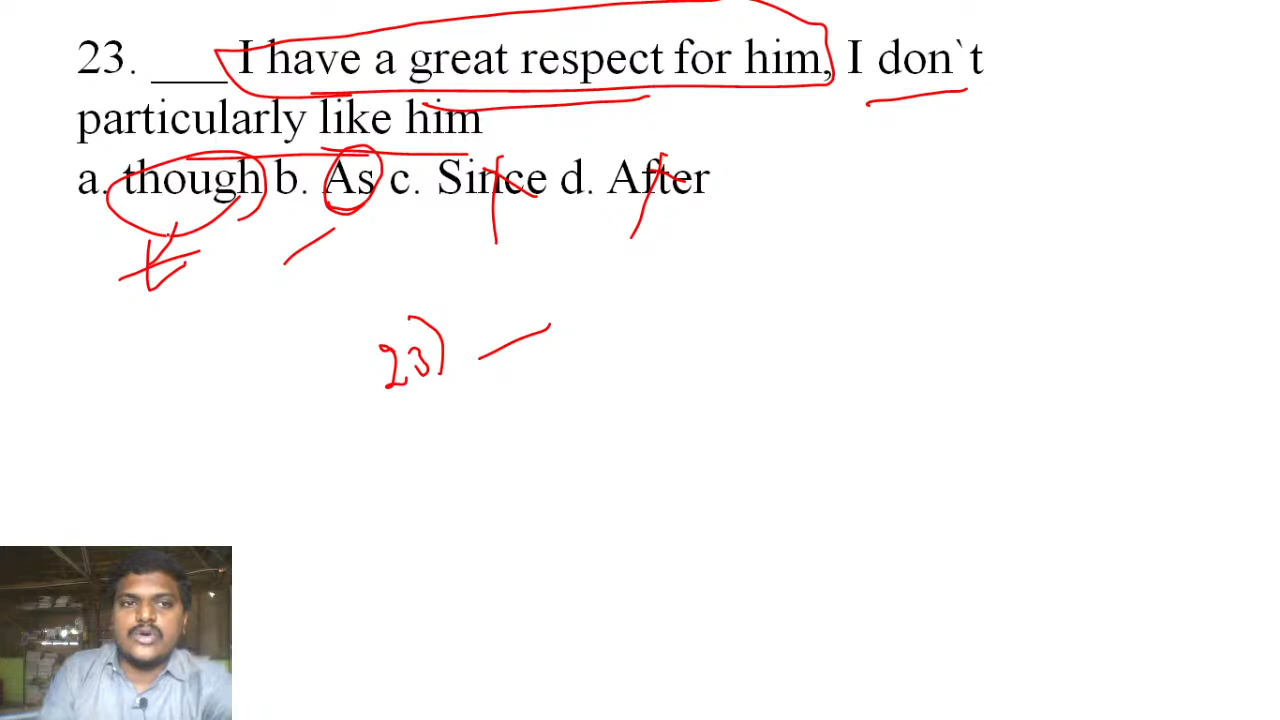 23. ___ I have a great respect for him, I don`t
particularly like him
a. though b. As c. Since d. After
23)